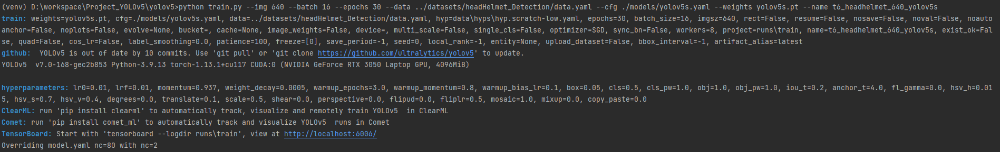 (venv) D:\workspace\Project_YOLOv5\yolov5>python train.py --img 640 --batch 16 --epochs 30 --data ../datasets/headHelmet_Detection/data.yaml --cfg ./models/yolov5s.yaml --weights yolov5s.pt --name t6_headhelmet_640_yolov5s
train: weights=yolov5s.pt, cfg=./models/yolov5s.yaml, data=../datasets/headHelmet_Detection/data.yaml, hyp=data\hyps\hyp.scratch-low.yaml, epochs=30, batch_size=16, imgsz=640, rect=False, resume=False, nosave=False, noval=False, noauto
anchor=False, noplots=False, evolve=None, bucket=, cache=None, image_weights=False, device=, multi_scale=False, single_cls=False, optimizer=SGD, sync_bn=False, workers=8, project=runs\train, name=t6_headhelmet_640_yolov5s, exist_ok=Fal
se, quad=False, cos_lr=False, label_smoothing=0.0, patience=100, freeze=[0], save_period=-1, seed=0, local_rank=-1, entity=None, upload_dataset=False, bbox_interval=-1, artifact_alias=latest
github:  YOLOv5 is out of date by 10 commits. Use 'git pull' or 'git clone https://github.com/ultralytics/yolov5' to update.
YOLOv5  v7.0-168-gec2b853 Python-3.9.13 torch-1.13.1+cu117 CUDA:0 (NVIDIA GeForce RTX 3050 Laptop GPU, 4096MiB)
hyperparameters: lr0=0.01, lrf=0.01, momentum=0.937, weight_decay=0.0005, warmup_epochs=3.0, warmup_momentum=0.8, warmup_bias_lr=0.1, box=0.05, cls=0.5, cls_pw=1.0, obj=1.0, obj_pw=1.0, iou_t=0.2, anchor_t=4.0, fl_gamma=0.0, hsv_h=0.01
5, hsv_s=0.7, hsv_v=0.4, degrees=0.0, translate=0.1, scale=0.5, shear=0.0, perspective=0.0, flipud=0.0, fliplr=0.5, mosaic=1.0, mixup=0.0, copy_paste=0.0
ClearML: run 'pip install clearml' to automatically track, visualize and remotely train YOLOv5  in ClearML
Comet: run 'pip install comet_ml' to automatically track and visualize YOLOv5  runs in Comet
TensorBoard: Start with 'tensorboard --logdir runs\train', view at http://localhost:6006/
Overriding model.yaml nc=80 with nc=2